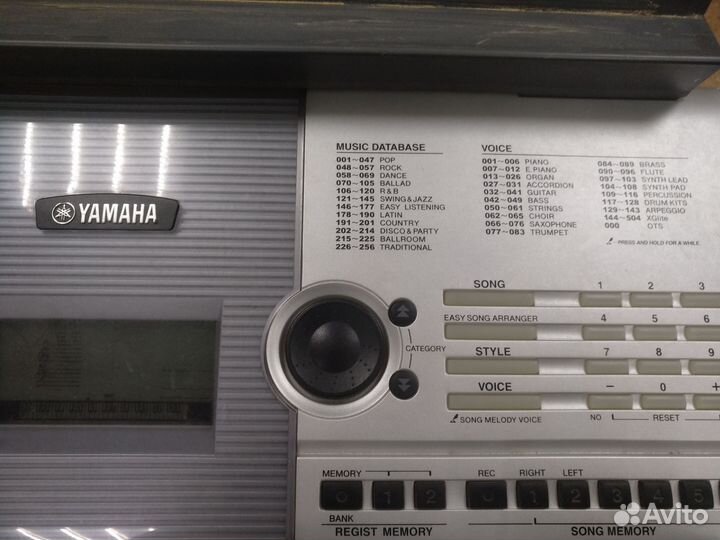 YAMAHA
MUSIC DATABASE
001~047 POP
048~057 ROCK
058~069 DANCE
070~105 BALLAD
106~120 R & B
121~145 SWING&JAZZ
146~177 EASY LISTENING
178~190 LATIN
191~201 COUNTRY
202~214 DISCO & PARTY
215~225 BALLROOM
226~256 TRADITIONAL
VOICE
001~006 PIANO
007~012 E.PIANO
013~026 ORGAN
027~031 ACCORDION
032~041 GUITAR
042~049 BASS
050~061 STRINGS
062~065 CHOIR
066~076 SAXOPHONE
077~083 TRUMPET
084~089 BRASS
090~096 FLUTE
097~103 SYNTH LEAD
104~108 SYNTH PAD
109~116 PERCUSSION
117~128 DRUM KITS
129~143 ARPEGGIO
144~504 XGlite
000 OTS
PRESS AND HOLD FOR A WHILE
SONG 1 2 3
EASY SONG ARRANGER 4 5 6
CATEGORY
STYLE 7 8 9
VOICE − 0 +
SONG MELODY VOICE NO RESET
MEMORY REC RIGHT LEFT
1 2 1 2 3 4 5
BANK
REGIST MEMORY SONG MEMORY
Avito